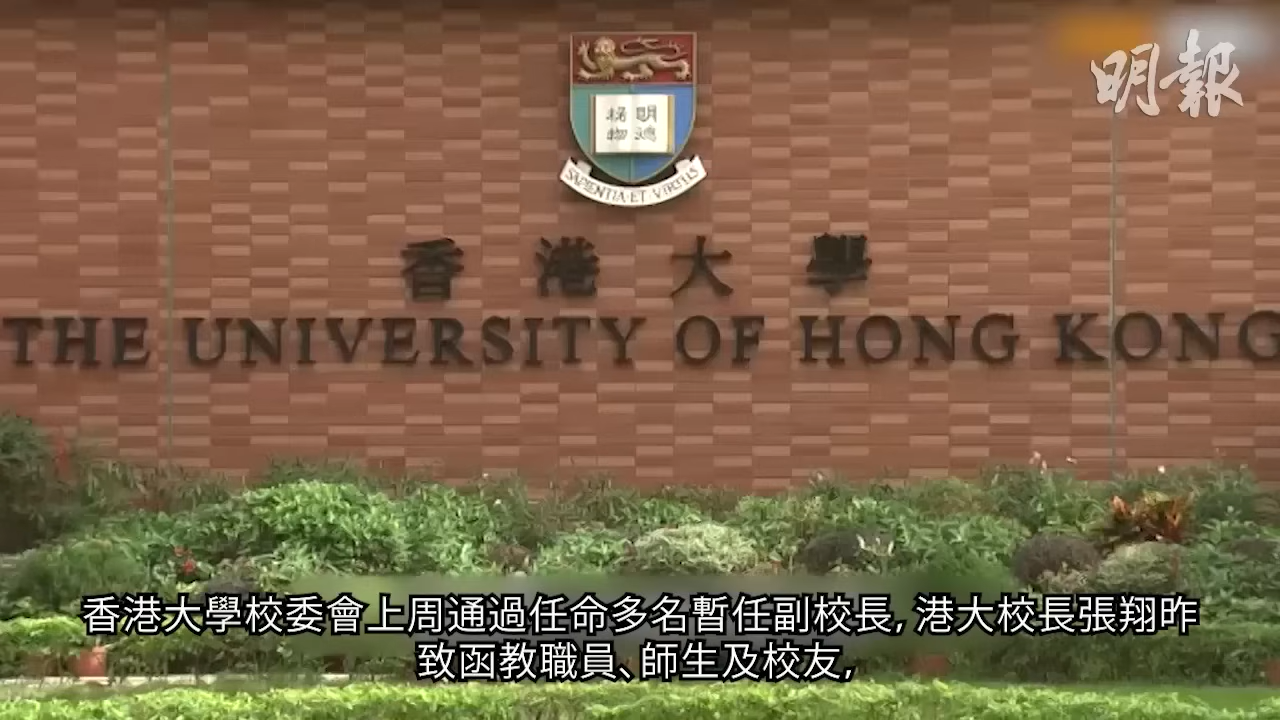 明報
明德
格物
SAPIENTIA·ET·VIRTUS
香港大學
THE UNIVERSITY OF HONG KONG
香港大學校委會上周通過任命多名暫任副校長, 港大校長張翔昨
致函教職員、師生及校友,